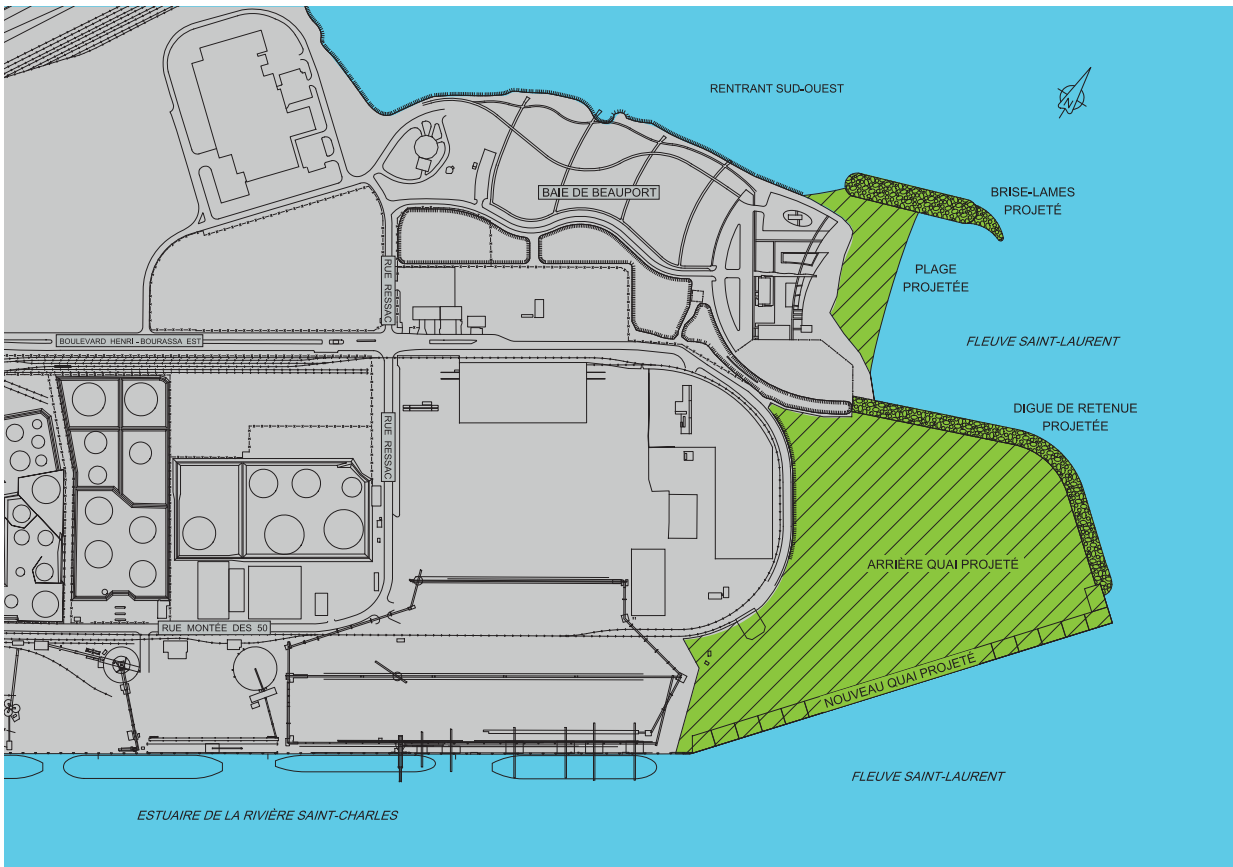 RENTRANT SUD-OUEST
N
BRISE-LAMES
PROJETÉ
BAIE DE BEAUPORT
PLAGE
PROJETÉE
RUE RESSAC
BOULEVARD HENRI-BOURASSA EST
FLEUVE SAINT-LAURENT
DIGUE DE RETENUE
PROJETÉE
RUE RESSAC
ARRIÈRE QUAI PROJETÉ
RUE MONTÉE DES 50
NOUVEAU QUAI PROJETÉ
FLEUVE SAINT-LAURENT
ESTUAIRE DE LA RIVIÈRE SAINT-CHARLES